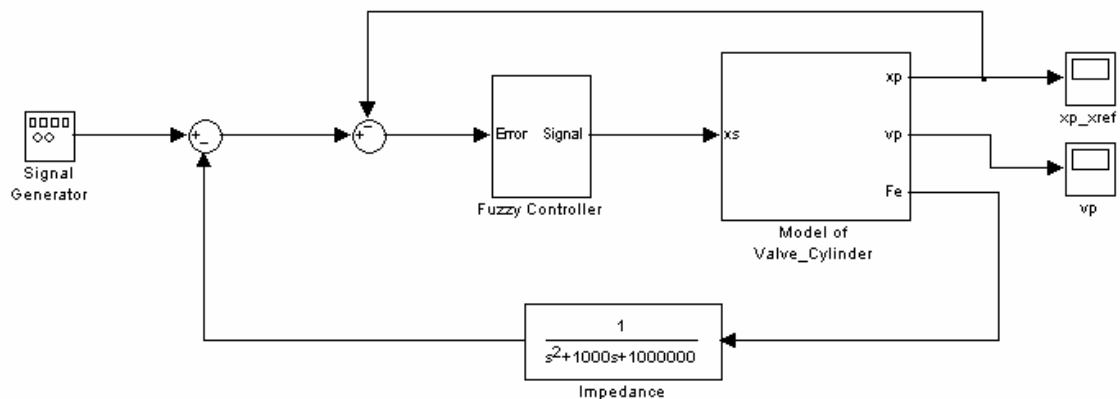 Signal
Generator
+
−
+
−
Error
Signal
Fuzzy Controller
xs
xp
vp
Fe
Model of
Valve_Cylinder
xp_xref
vp
1
s²+1000s+1000000
Impedance